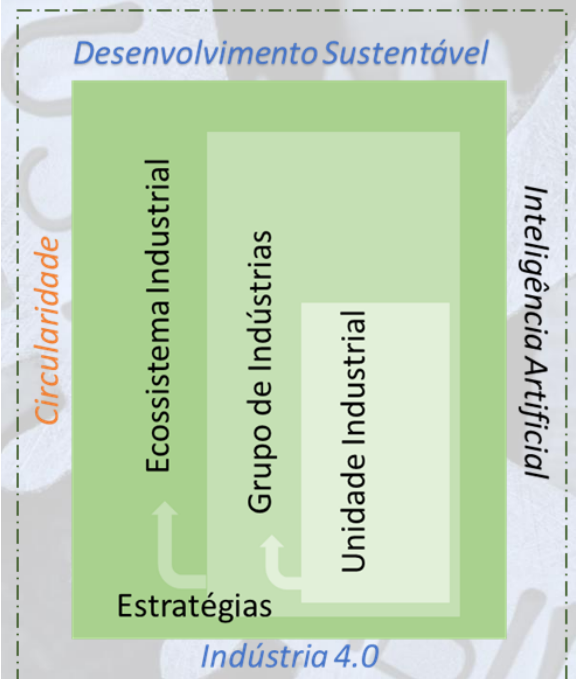 Desenvolvimento Sustentável
Circularidade
Ecossistema Industrial
Grupo de Indústrias
Unidade Industrial
Inteligência Artificial
Estratégias
Indústria 4.0